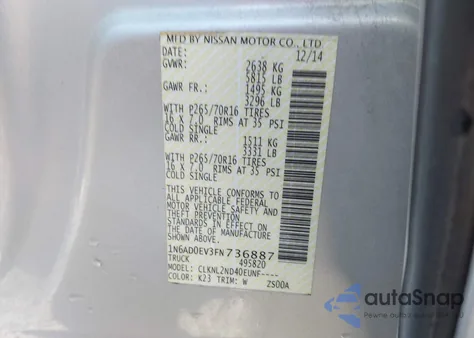 MFD BY NISSAN MOTOR CO., LTD
DATE: 12/14
GVWR: 2638 KG
5815 LB
GAWR FR.: 1495 KG
3296 LB
WITH P265/70R16 TIRES
16 X 7.0 RIMS AT 35 PSI
COLD SINGLE
GAWR RR.: 1511 KG
3331 LB
WITH P265/70R16 TIRES
16 X 7.0 RIMS AT 35 PSI
COLD SINGLE
THIS VEHICLE CONFORMS TO
ALL APPLICABLE FEDERAL
MOTOR VEHICLE SAFETY AND
THEFT PREVENTION
STANDARDS IN EFFECT ON
THE DATE OF MANUFACTURE
SHOWN ABOVE.
1N6AD0EV3FN736887
TRUCK 495820
MODEL: CLKNL2ND40EUNF----
COLOR: K23 TRIM: W ZS00A
autoSnap
Pewne Auto z USA